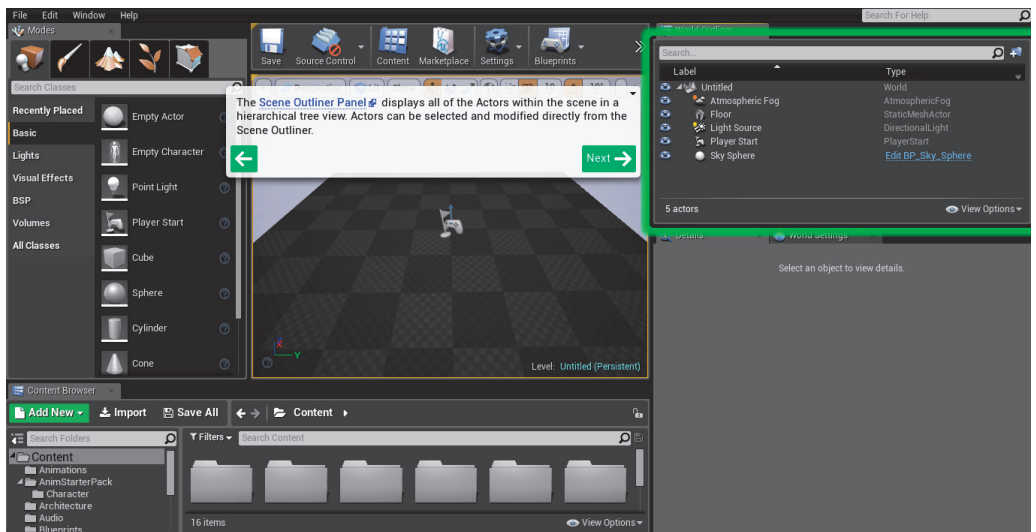 File Edit Window Help
Search For Help
Modes
Search Classes
Recently Placed
Basic
Lights
Visual Effects
BSP
Volumes
All Classes
Empty Actor
Empty Character
Point Light
Player Start
Cube
Sphere
Cylinder
Cone
Save Source Control Content Marketplace Settings Blueprints
The Scene Outliner Panel displays all of the Actors within the scene in a
hierarchical tree view. Actors can be selected and modified directly from the
Scene Outliner.
Next
Level: Untitled (Persistent)
X
Y
World Outliner
Search...
Label Type
Untitled World
Atmospheric Fog AtmosphericFog
Floor StaticMeshActor
Light Source DirectionalLight
Player Start PlayerStart
Sky Sphere Edit BP_Sky_Sphere
5 actors View Options
Details World Settings
Select an object to view details.
Content Browser
Add New Import Save All Content
Search Folders
Filters Search Content
Content
Animations
AnimStarterPack
Character
Architecture
Audio
Blueprints
16 items View Options